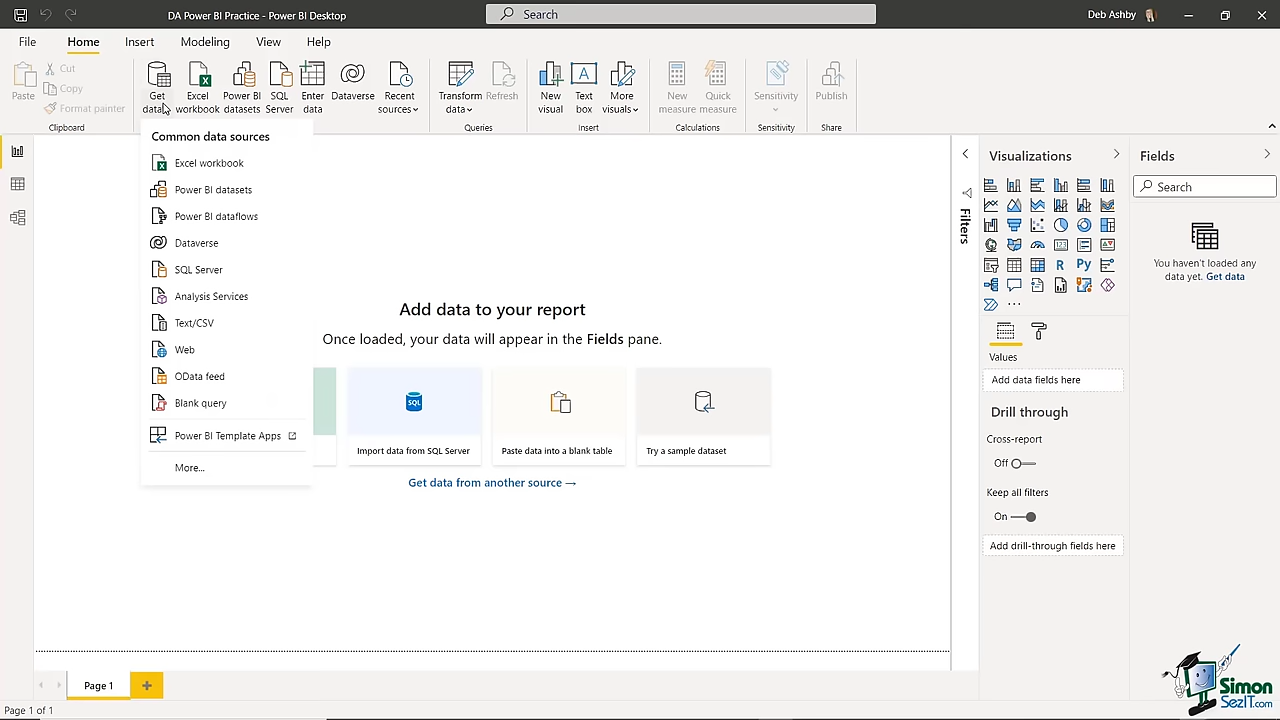 DA Power BI Practice - Power BI Desktop
Search
Deb Ashby
File
Home
Insert
Modeling
View
Help
Paste
Cut
Copy
Format painter
Clipboard
Get data
Excel workbook
Power BI datasets
SQL Server
Enter data
Dataverse
Recent sources
Transform data
Refresh
Queries
New visual
Text box
More visuals
Insert
New measure
Quick measure
Calculations
Sensitivity
Sensitivity
Publish
Share
Common data sources
Excel workbook
Power BI datasets
Power BI dataflows
Dataverse
SQL Server
Analysis Services
Text/CSV
Web
OData feed
Blank query
Power BI Template Apps
More...
Add data to your report
Once loaded, your data will appear in the Fields pane.
SQL
Import data from SQL Server
Paste data into a blank table
Try a sample dataset
Get data from another source →
Filters
Visualizations
R
Py
Values
Add data fields here
Drill through
Cross-report
Off
Keep all filters
On
Add drill-through fields here
Fields
Search
You haven't loaded any
data yet. Get data
Page 1
Page 1 of 1
Simon
SezIT.com